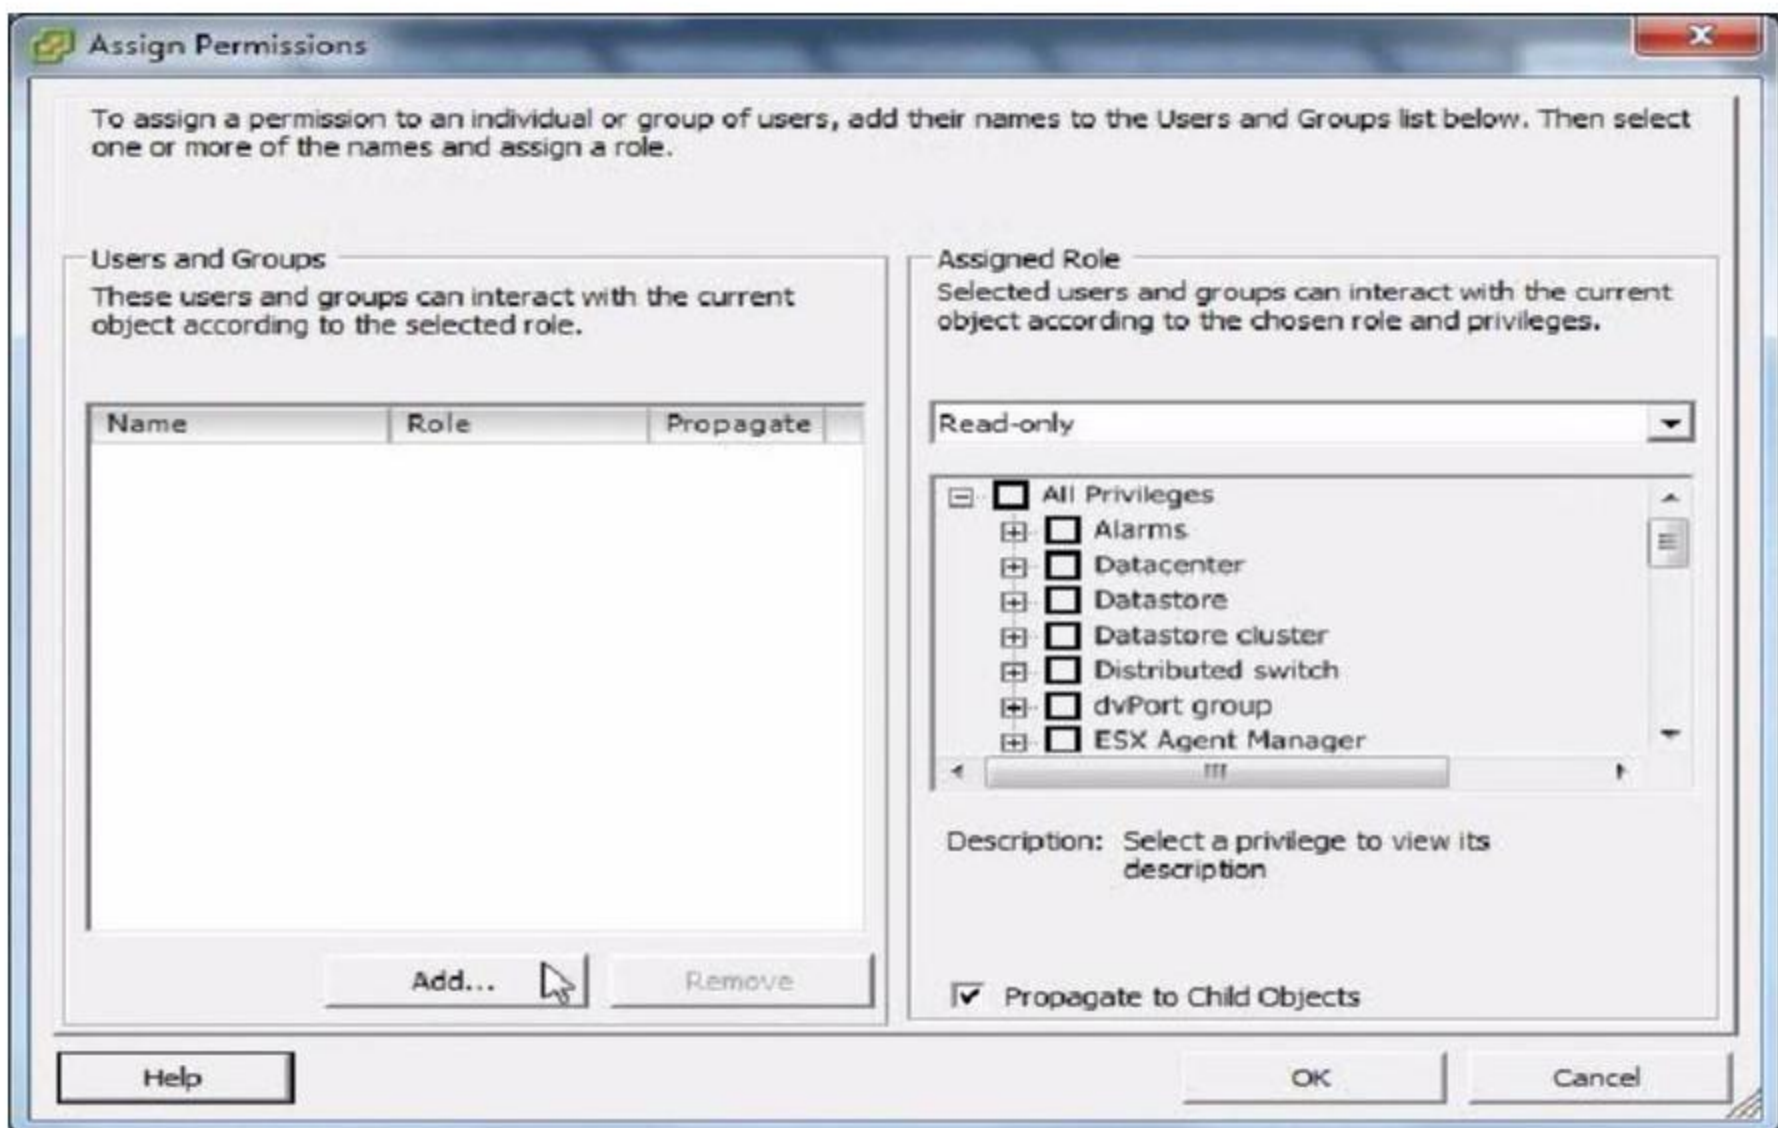 Assign Permissions
To assign a permission to an individual or group of users, add their names to the Users and Groups list below. Then select
one or more of the names and assign a role.
Users and Groups
These users and groups can interact with the current
object according to the selected role.
Name Role Propagate
Add... Remove
Assigned Role
Selected users and groups can interact with the current
object according to the chosen role and privileges.
Read-only
All Privileges
Alarms
Datacenter
Datastore
Datastore cluster
Distributed switch
dvPort group
ESX Agent Manager
Description: Select a privilege to view its
description
Propagate to Child Objects
Help OK Cancel